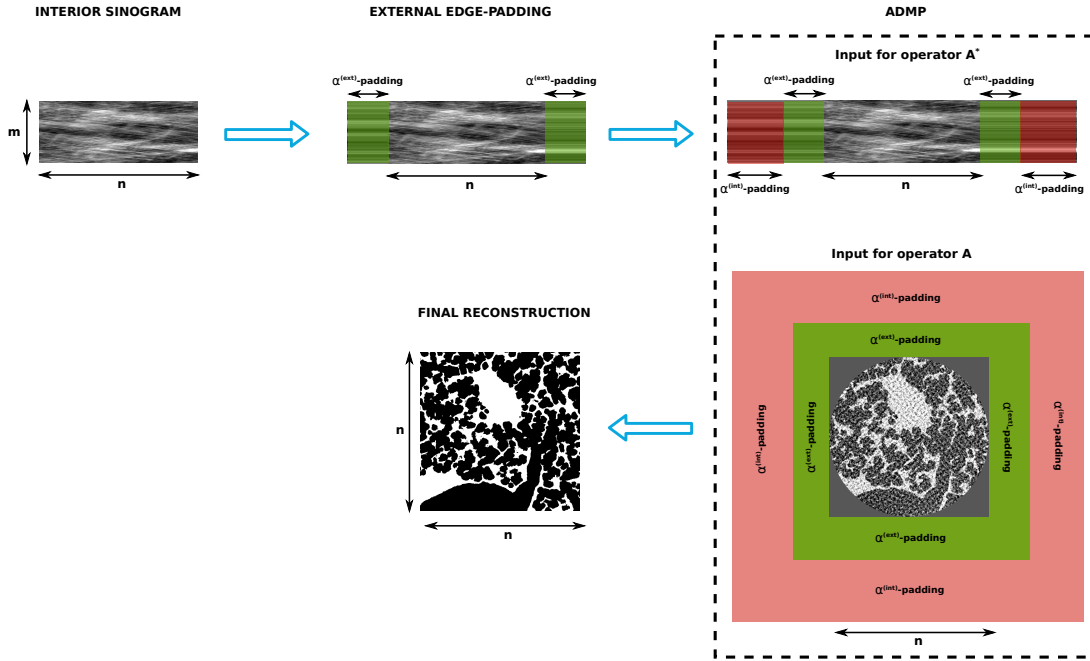 INTERIOR SINOGRAM
EXTERNAL EDGE-PADDING
ADMP
Input for operator A*
α(ext)-padding
α(ext)-padding
α(ext)-padding
α(ext)-padding
m
n
n
n
α(int)-padding
α(int)-padding
Input for operator A
α(int)-padding
FINAL RECONSTRUCTION
α(ext)-padding
n
α(int)-padding
α(ext)-padding
α(ext)-padding
α(int)-padding
α(ext)-padding
n
α(int)-padding
n